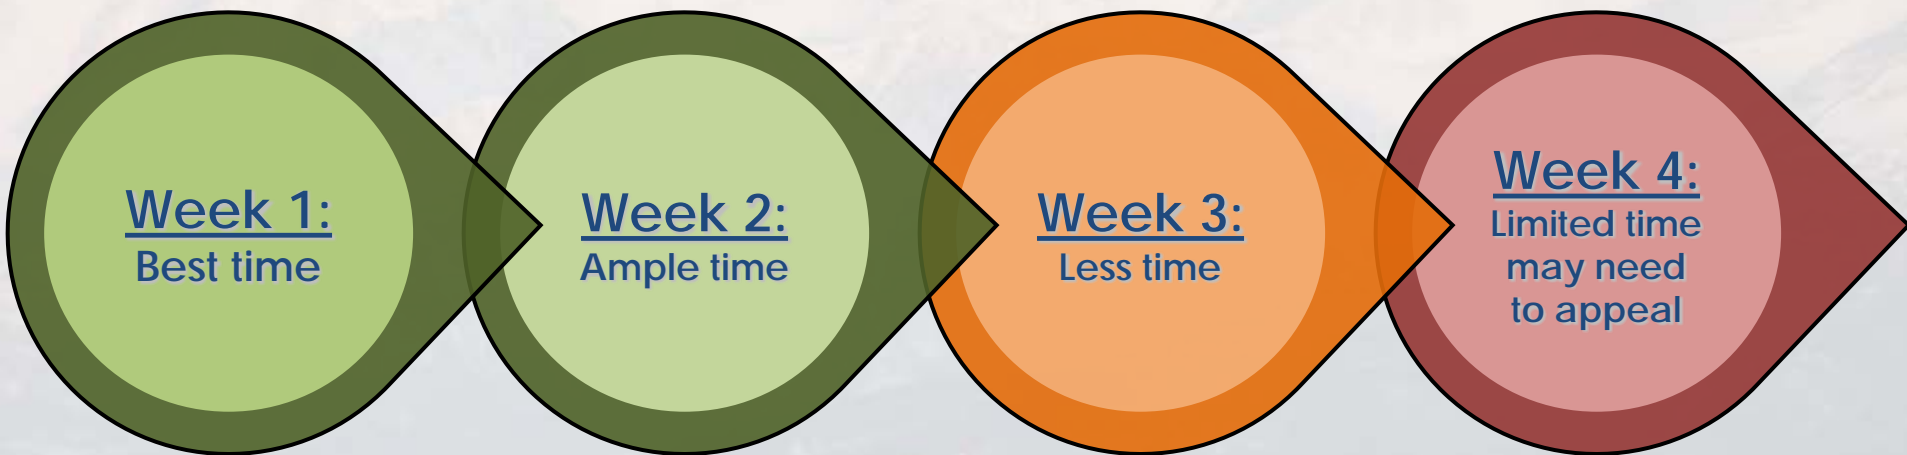 Week 1:
Best time
Week 2:
Ample time
Week 3:
Less time
Week 4:
Limited time
may need
to appeal